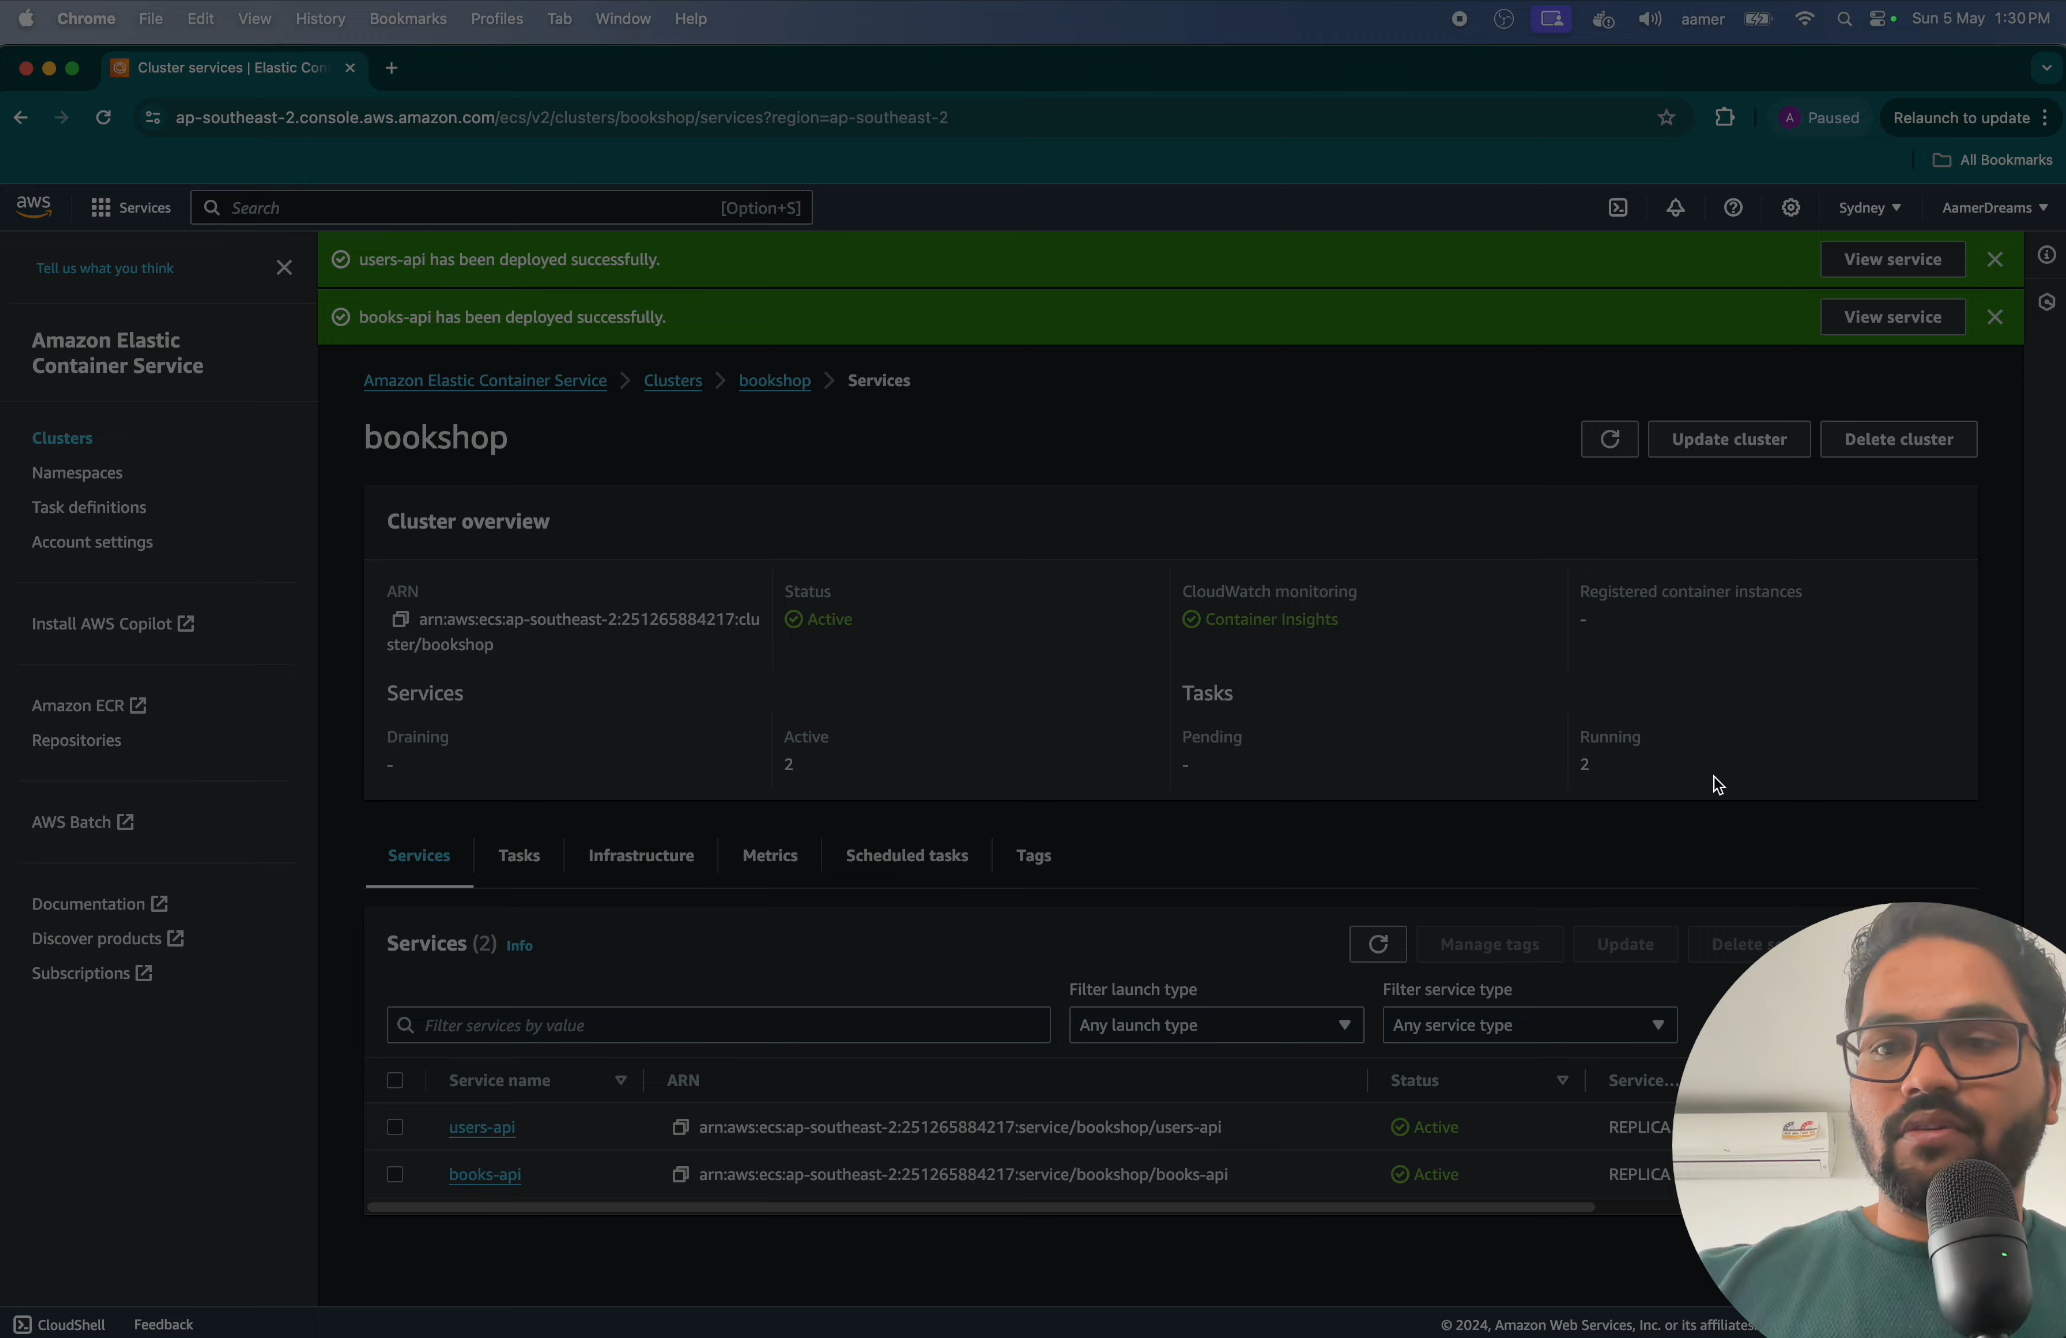 Chrome File Edit View History Bookmarks Profiles Tab Window Help aamer Sun 5 May 1:30 PM
Cluster services | Elastic Con
ap-southeast-2.console.aws.amazon.com/ecs/v2/clusters/bookshop/services?region=ap-southeast-2 A Paused Relaunch to update
All Bookmarks
aws Services Search [Option+S] Sydney AamerDreams
Tell us what you think
users-api has been deployed successfully. View service
books-api has been deployed successfully. View service
Amazon Elastic
Container Service
Clusters
Namespaces
Task definitions
Account settings
Install AWS Copilot
Amazon ECR
Repositories
AWS Batch
Documentation
Discover products
Subscriptions
Amazon Elastic Container Service Clusters bookshop Services
bookshop Update cluster Delete cluster
Cluster overview
ARN Status CloudWatch monitoring Registered container instances
arn:aws:ecs:ap-southeast-2:251265884217:clu Active Container Insights -
ster/bookshop
Services Tasks
Draining Active Pending Running
- 2 - 2
Services Tasks Infrastructure Metrics Scheduled tasks Tags
Services (2) Info Manage tags Update Delete s
Filter launch type Filter service type
Filter services by value Any launch type Any service type
Service name ARN Status Service...
users-api arn:aws:ecs:ap-southeast-2:251265884217:service/bookshop/users-api Active REPLICA
books-api arn:aws:ecs:ap-southeast-2:251265884217:service/bookshop/books-api Active REPLICA
CloudShell Feedback © 2024, Amazon Web Services, Inc. or its affiliates.